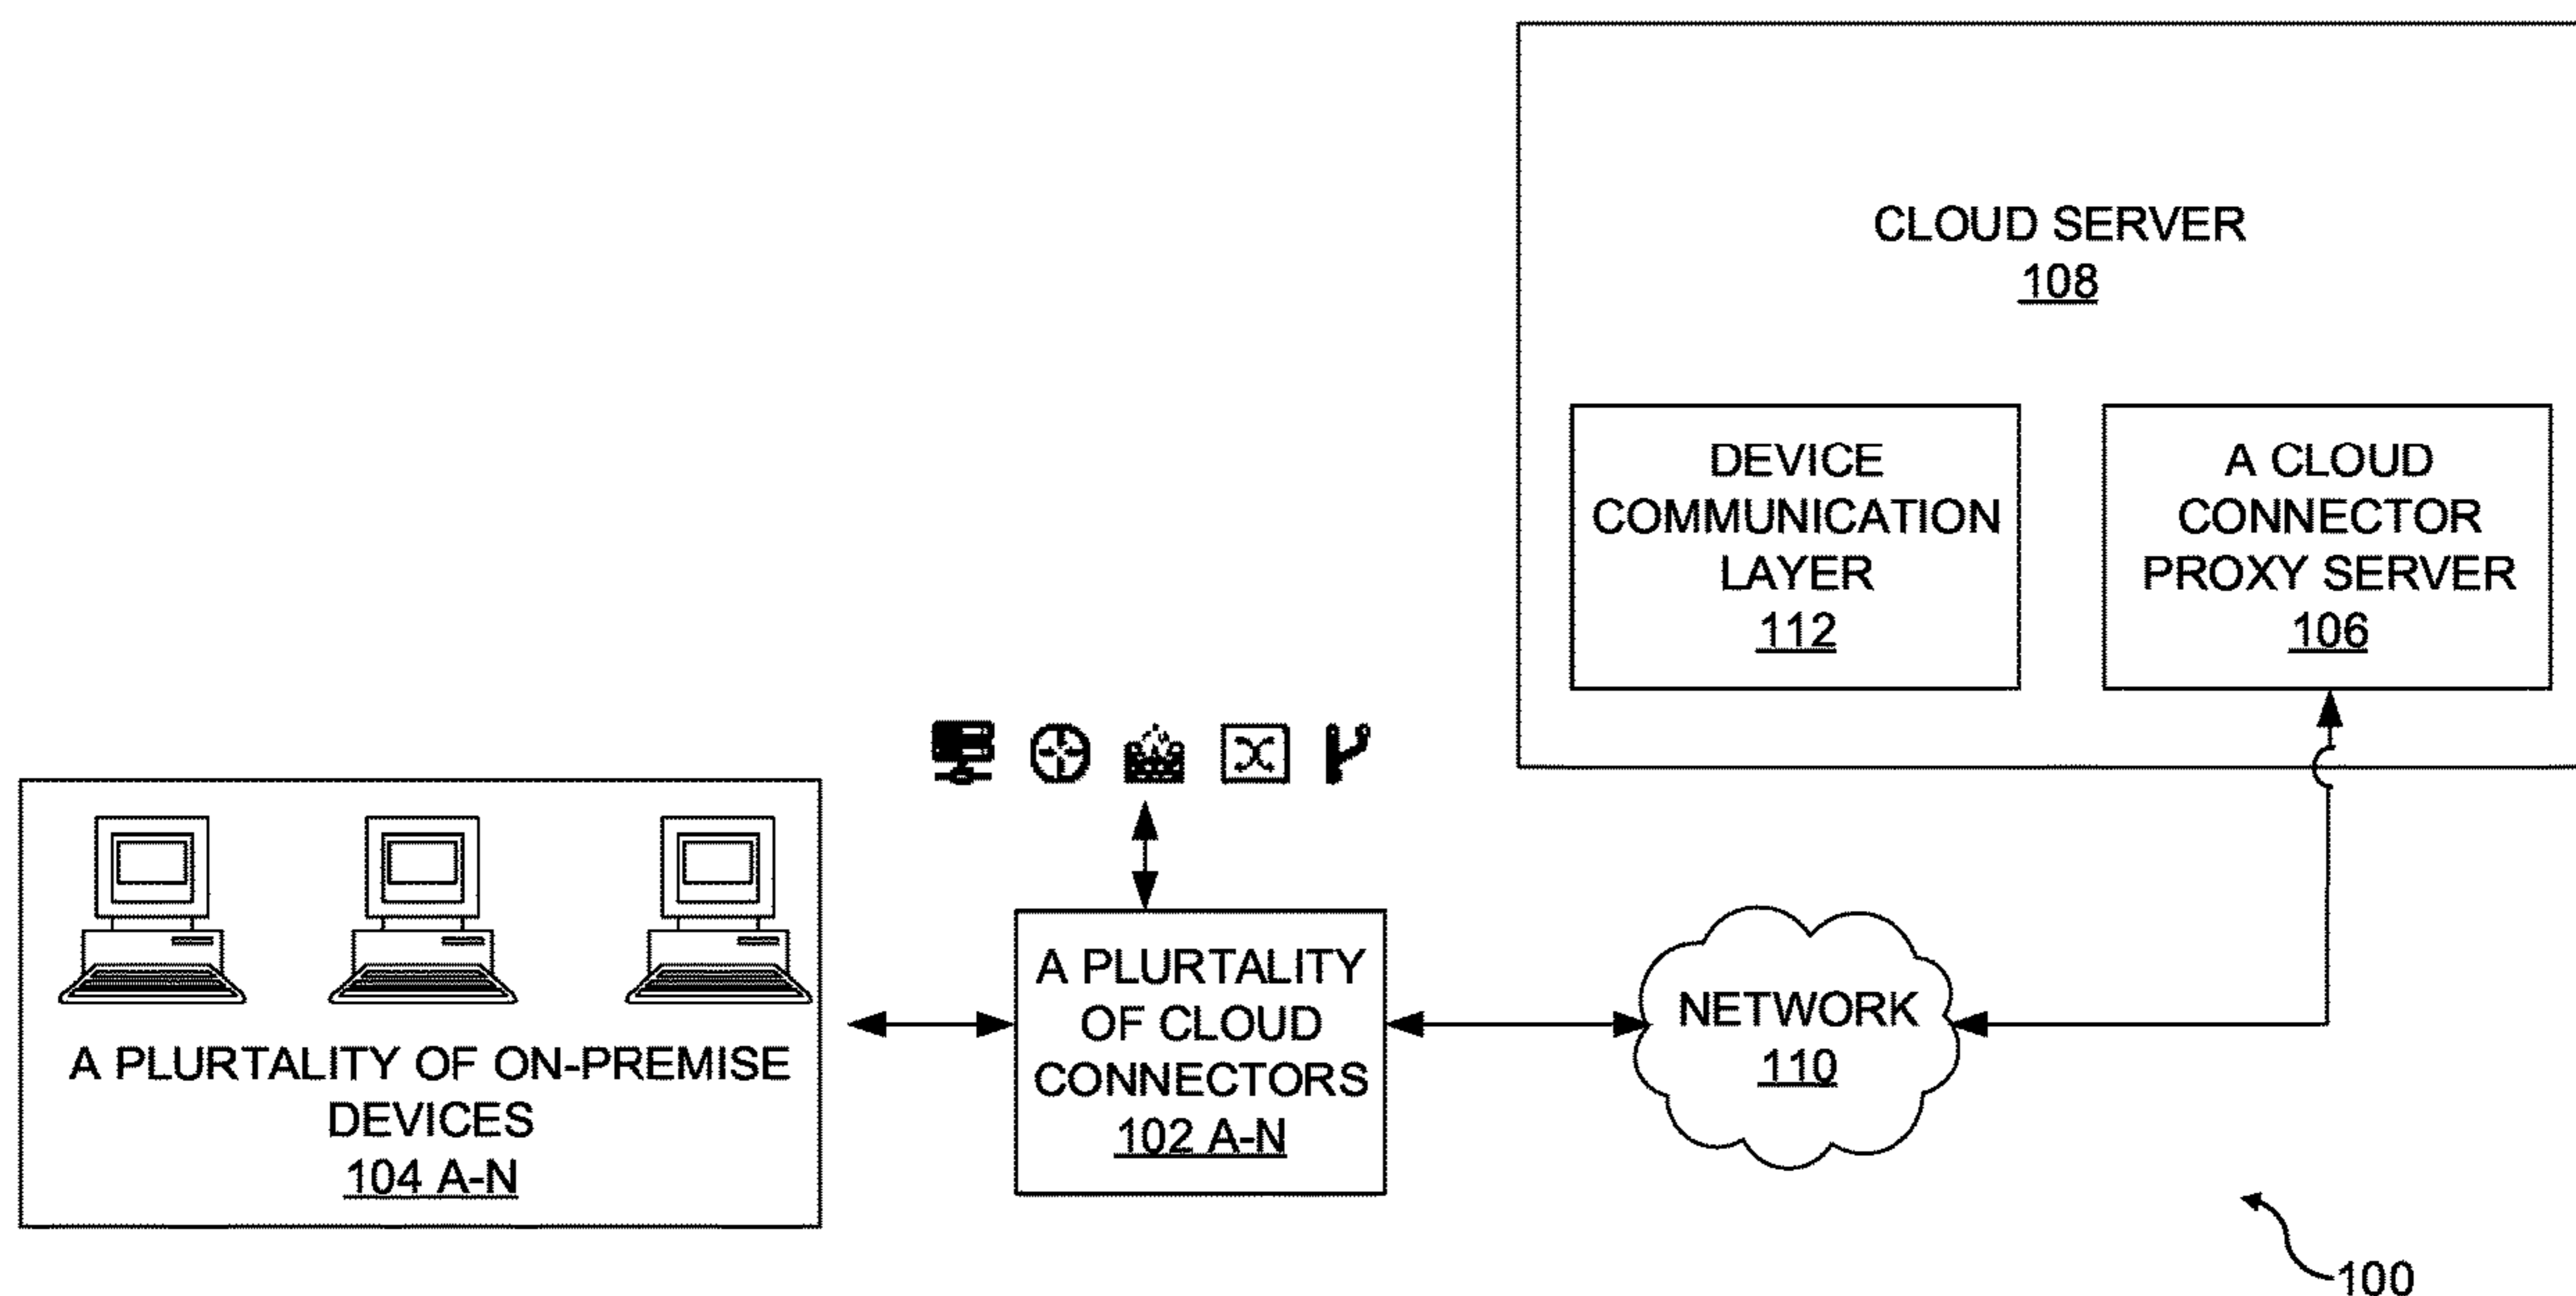 CLOUD SERVER
108
DEVICE
COMMUNICATION
LAYER
112
A CLOUD
CONNECTOR
PROXY SERVER
106
A PLURTALITY OF ON-PREMISE
DEVICES
104 A-N
A PLURTALITY
OF CLOUD
CONNECTORS
102 A-N
NETWORK
110
100